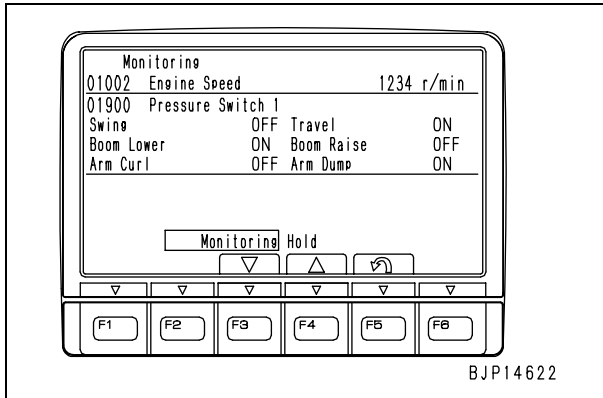 Monitoring
01002 Engine Speed 1234 r/min
01900 Pressure Switch 1
Swing OFF Travel ON
Boom Lower ON Boom Raise OFF
Arm Curl OFF Arm Dump ON
Monitoring Hold
F1 F2 F3 F4 F5 F6
BJP14622